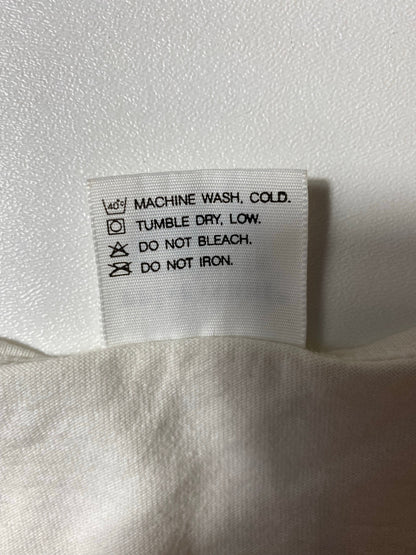 40° MACHINE WASH, COLD.
TUMBLE DRY, LOW.
DO NOT BLEACH.
DO NOT IRON.